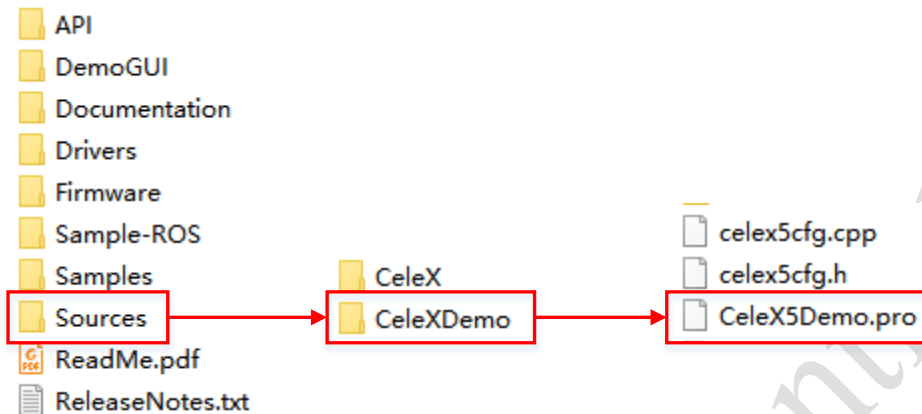 API
DemoGUI
Documentation
Drivers
Firmware
Sample-ROS
Samples
Sources
ReadMe.pdf
ReleaseNotes.txt
CeleX
CeleXDemo
celex5cfg.cpp
celex5cfg.h
CeleX5Demo.pro